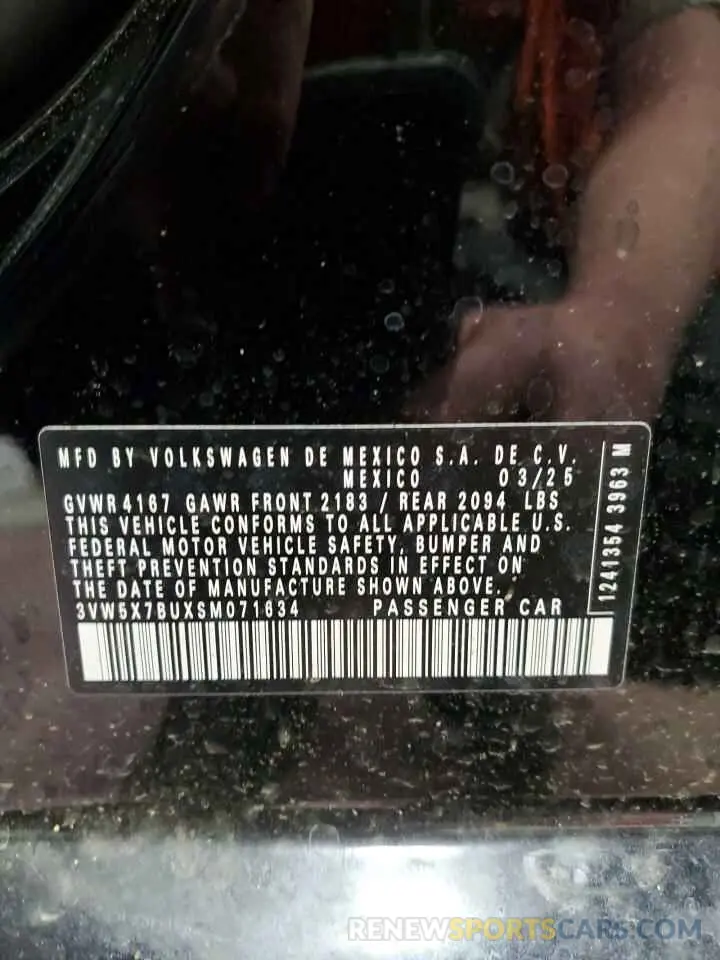 MFD BY VOLKSWAGEN DE MEXICO S.A. DE C.V.
MEXICO 03/25
GVWR 4167 GAWR FRONT 2183 / REAR 2094 LBS
THIS VEHICLE CONFORMS TO ALL APPLICABLE U.S.
FEDERAL MOTOR VEHICLE SAFETY, BUMPER AND
THEFT PREVENTION STANDARDS IN EFFECT ON
THE DATE OF MANUFACTURE SHOWN ABOVE.
3VW5X7BUXSM071634 PASSENGER CAR
1241354 3963 M
RENEWSPORTSCARS.COM